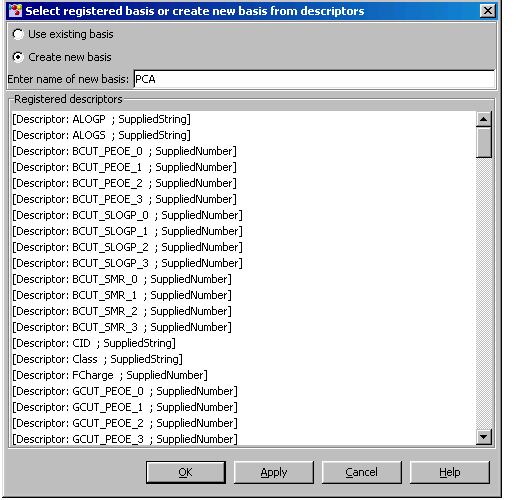 Select registered basis or create new basis from descriptors
Use existing basis
Create new basis
Enter name of new basis: PCA
Registered descriptors
[Descriptor: ALOGP ; SuppliedString]
[Descriptor: ALOGS ; SuppliedString]
[Descriptor: BCUT_PEOE_0 ; SuppliedNumber]
[Descriptor: BCUT_PEOE_1 ; SuppliedNumber]
[Descriptor: BCUT_PEOE_2 ; SuppliedNumber]
[Descriptor: BCUT_PEOE_3 ; SuppliedNumber]
[Descriptor: BCUT_SLOGP_0 ; SuppliedNumber]
[Descriptor: BCUT_SLOGP_1 ; SuppliedNumber]
[Descriptor: BCUT_SLOGP_2 ; SuppliedNumber]
[Descriptor: BCUT_SLOGP_3 ; SuppliedNumber]
[Descriptor: BCUT_SMR_0 ; SuppliedNumber]
[Descriptor: BCUT_SMR_1 ; SuppliedNumber]
[Descriptor: BCUT_SMR_2 ; SuppliedNumber]
[Descriptor: BCUT_SMR_3 ; SuppliedNumber]
[Descriptor: CID ; SuppliedString]
[Descriptor: Class ; SuppliedString]
[Descriptor: FCharge ; SuppliedNumber]
[Descriptor: GCUT_PEOE_0 ; SuppliedNumber]
[Descriptor: GCUT_PEOE_1 ; SuppliedNumber]
[Descriptor: GCUT_PEOE_2 ; SuppliedNumber]
[Descriptor: GCUT_PEOE_3 ; SuppliedNumber]
OK Apply Cancel Help